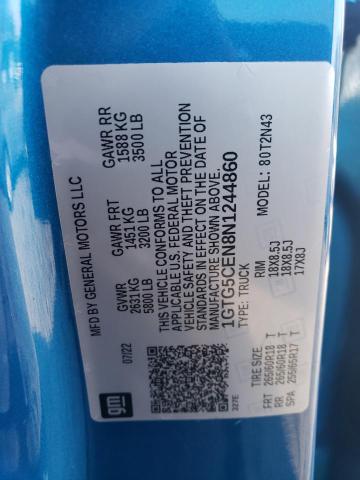 MFD BY GENERAL MOTORS LLC
07/22
GVWR
2631 KG
5800 LB
GAWR FRT
1451 KG
3200 LB
GAWR RR
1588 KG
3500 LB
THIS VEHICLE CONFORMS TO ALL
APPLICABLE U.S. FEDERAL MOTOR
VEHICLE SAFETY AND THEFT PREVENTION
STANDARDS IN EFFECT ON THE DATE OF
MANUFACTURE SHOWN ABOVE.
1GTG5CEN8N1244860
TYPE: TRUCK
MODEL: 80T2N43
gm
327E
TIRE SIZE RIM
FRT 265/60R18 T 18X8.5J
RR 265/60R18 T 18X8.5J
SPA 255/65R17 T 17X8J